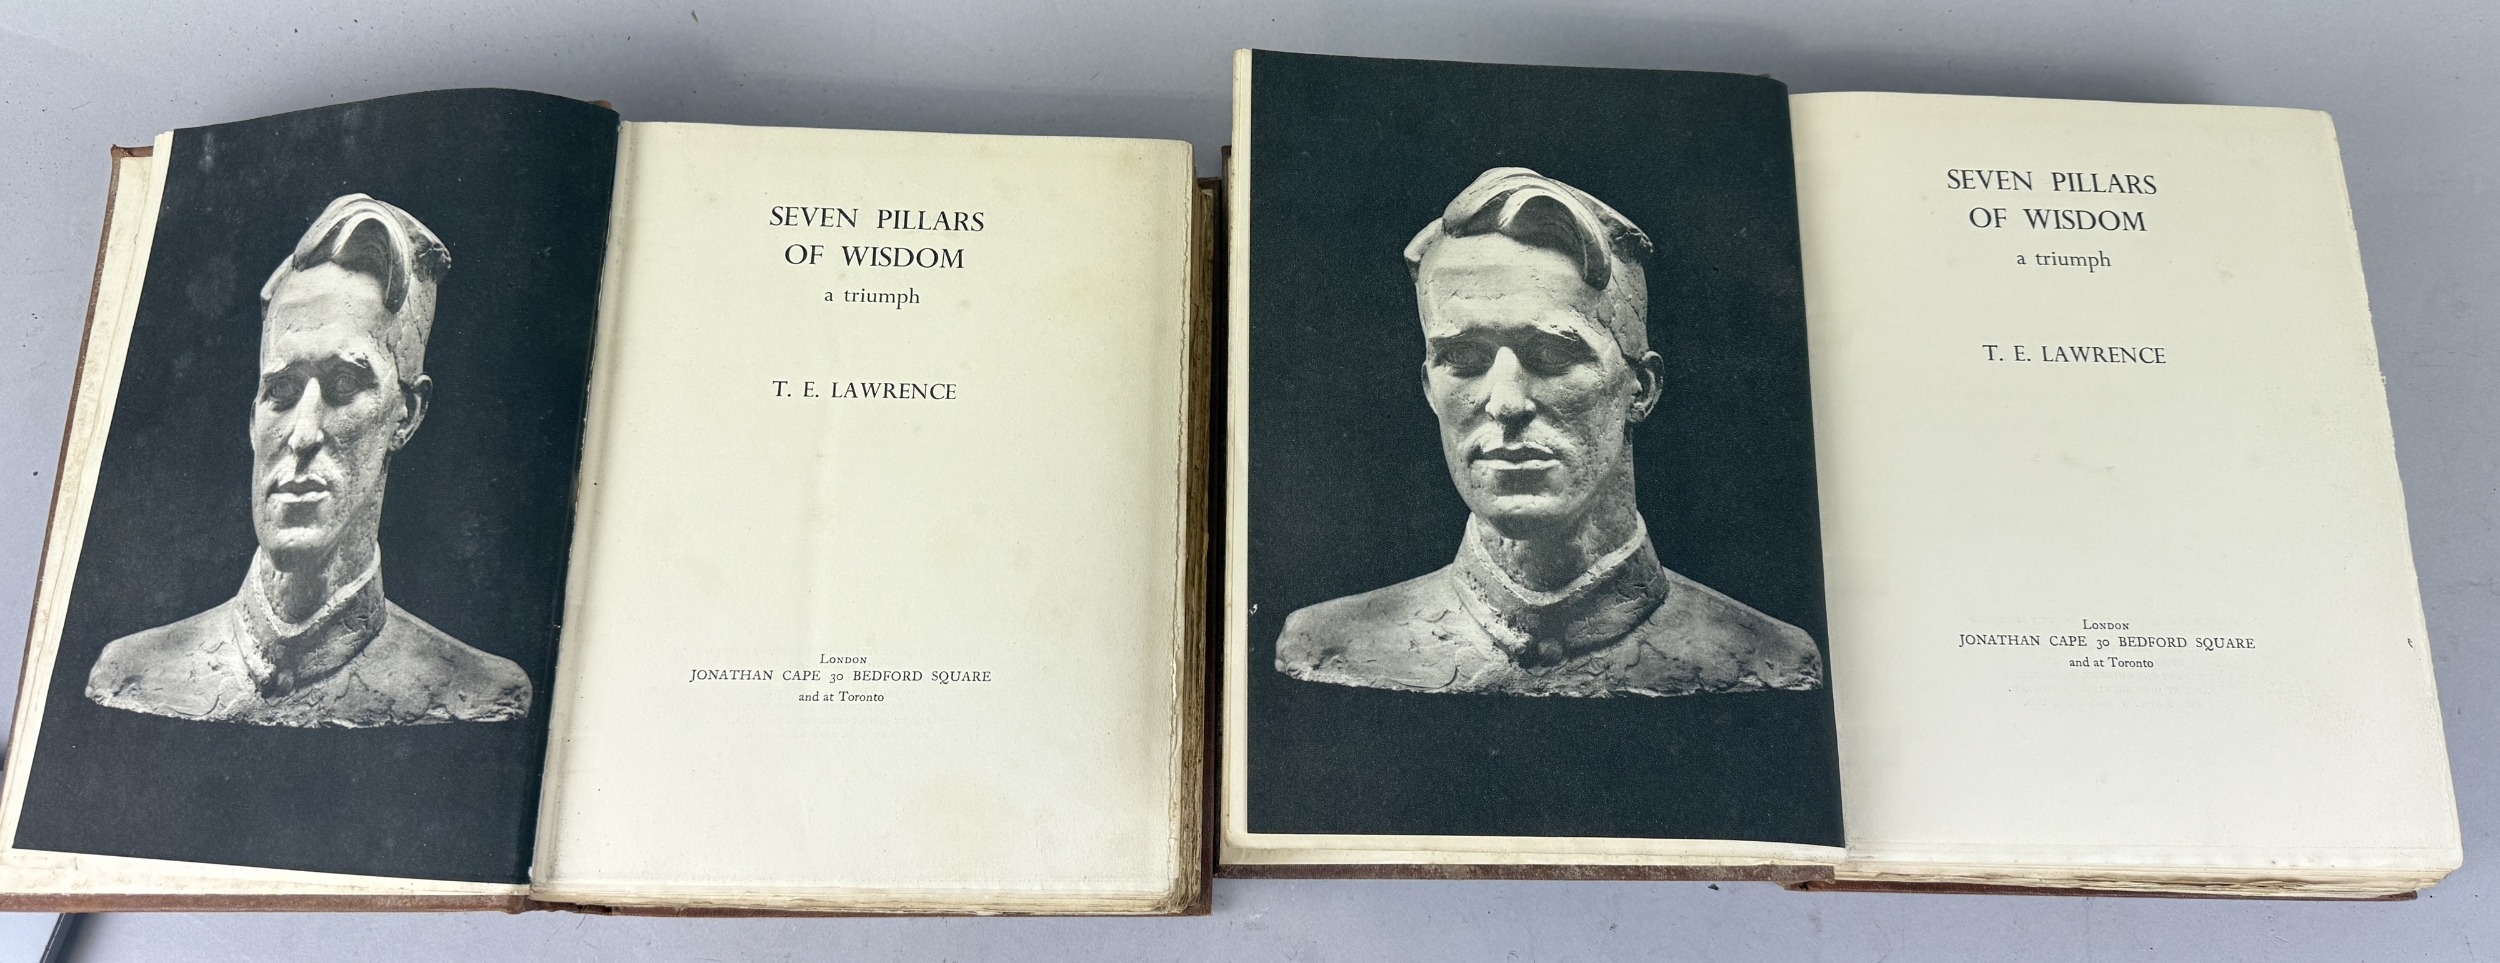 SEVEN PILLARS
OF WISDOM
a triumph
T. E. LAWRENCE
London
JONATHAN CAPE 30 BEDFORD SQUARE
and at Toronto
SEVEN PILLARS
OF WISDOM
a triumph
T. E. LAWRENCE
London
JONATHAN CAPE 30 BEDFORD SQUARE
and at Toronto